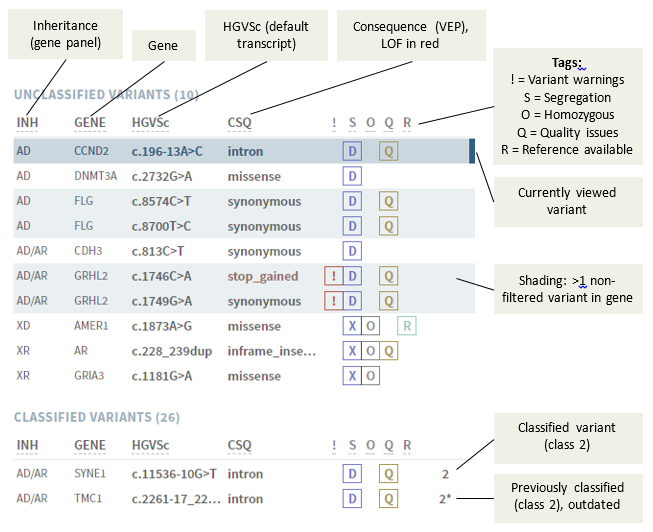 Inheritance
(gene panel)
Gene
HGVSc (default
transcript)
Consequence (VEP),
LOF in red
Tags:
! = Variant warnings
S = Segregation
O = Homozygous
Q = Quality issues
R = Reference available
UNCLASSIFIED VARIANTS (10)
INH GENE HGVSc CSQ ! S O Q R
AD CCND2 c.196-13A>C intron D Q
AD DNMT3A c.2732G>A missense D
Currently viewed
variant
AD FLG c.8574C>T synonymous D Q
AD FLG c.8700T>C synonymous D Q
AD/AR CDH3 c.813C>T synonymous D
AD/AR GRHL2 c.1746C>A stop_gained ! D Q
AD/AR GRHL2 c.1749G>A synonymous ! D Q
Shading: >1 non-
filtered variant in gene
XD AMER1 c.1873A>G missense X O R
XR AR c.228_239dup inframe_inse... X O Q
XR GRIA3 c.1181G>A missense X O
CLASSIFIED VARIANTS (26)
INH GENE HGVSc CSQ ! S O Q R
Classified variant
(class 2)
AD/AR SYNE1 c.11536-10G>T intron D Q 2
AD/AR TMC1 c.2261-17_22... intron D Q 2*
Previously classified
(class 2), outdated